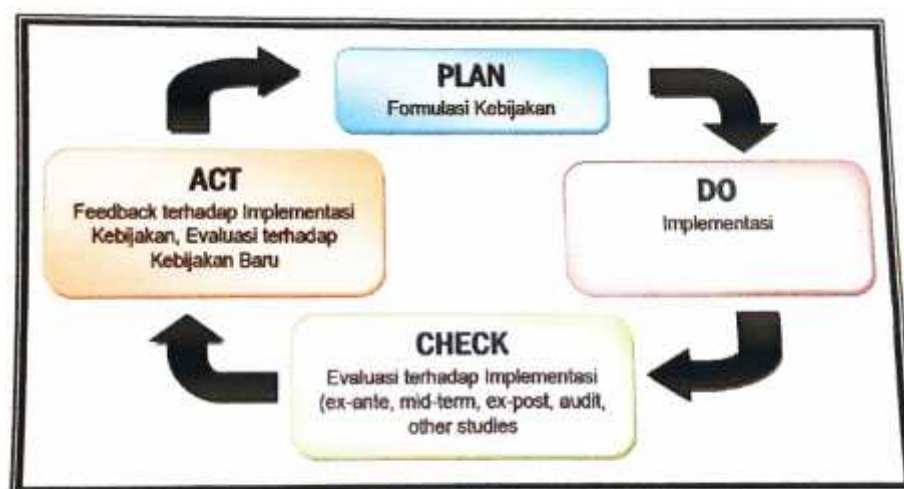 PLAN
Formulasi Kebijakan
DO
Implementasi
CHECK
Evaluasi terhadap Implementasi
(ex-ante, mid-term, ex-post, audit,
other studies
ACT
Feedback terhadap Implementasi
Kebijakan, Evaluasi terhadap
Kebijakan Baru